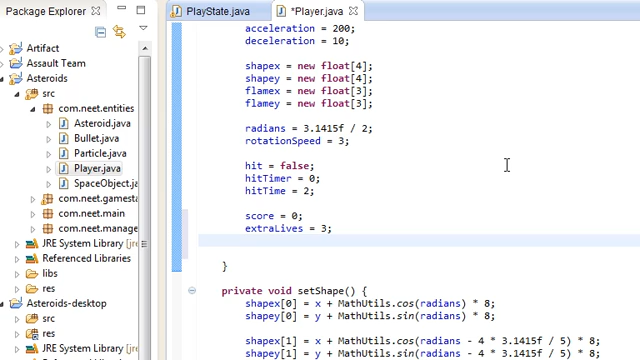 Package Explorer
PlayState.java
*Player.java
Artifact
Assault Team
Asteroids
src
com.neet.entities
Asteroid.java
Bullet.java
Particle.java
Player.java
SpaceObject.j
com.neet.gamesta
com.neet.main
com.neet.manage
JRE System Library [
Referenced Libraries
libs
res
Asteroids-desktop
src
res
JRE System Library [
acceleration = 200;
deceleration = 10;
shapex = new float[4];
shapey = new float[4];
flamex = new float[3];
flamey = new float[3];
radians = 3.1415f / 2;
rotationSpeed = 3;
hit = false;
hitTimer = 0;
hitTime = 2;
score = 0;
extraLives = 3;
}
private void setShape() {
shapex[0] = x + MathUtils.cos(radians) * 8;
shapey[0] = y + MathUtils.sin(radians) * 8;
shapex[1] = x + MathUtils.cos(radians - 4 * 3.1415f / 5) * 8;
shapey[1] = y + MathUtils.sin(radians - 4 * 3.1415f / 5) * 8;